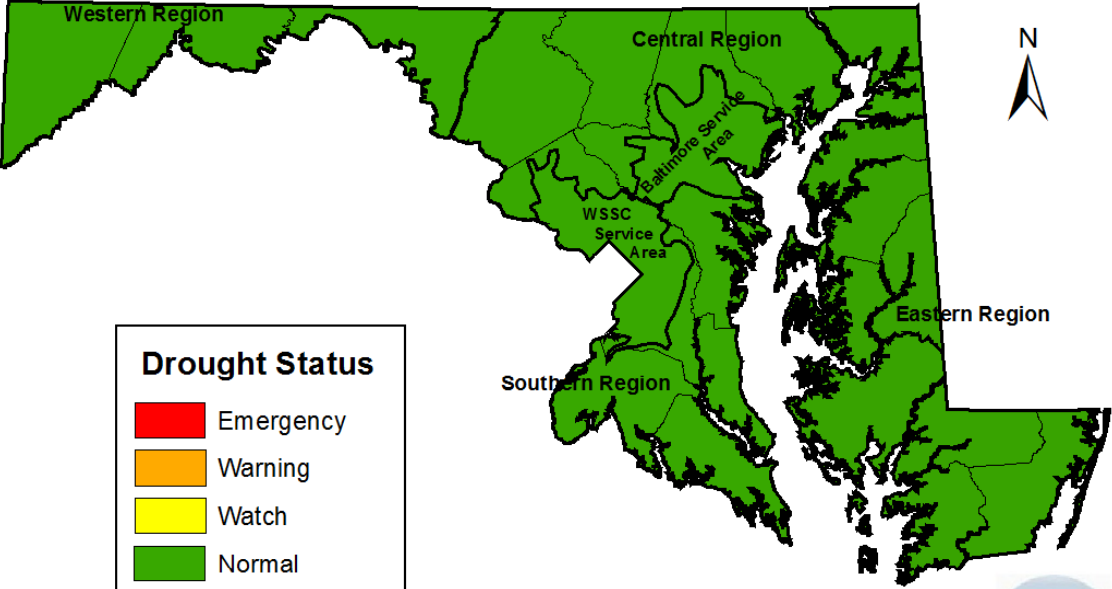 Western Region
Central Region
N
Baltimore Service
Area
WSSC
Service
Area
Eastern Region
Southern Region
Drought Status
Emergency
Warning
Watch
Normal